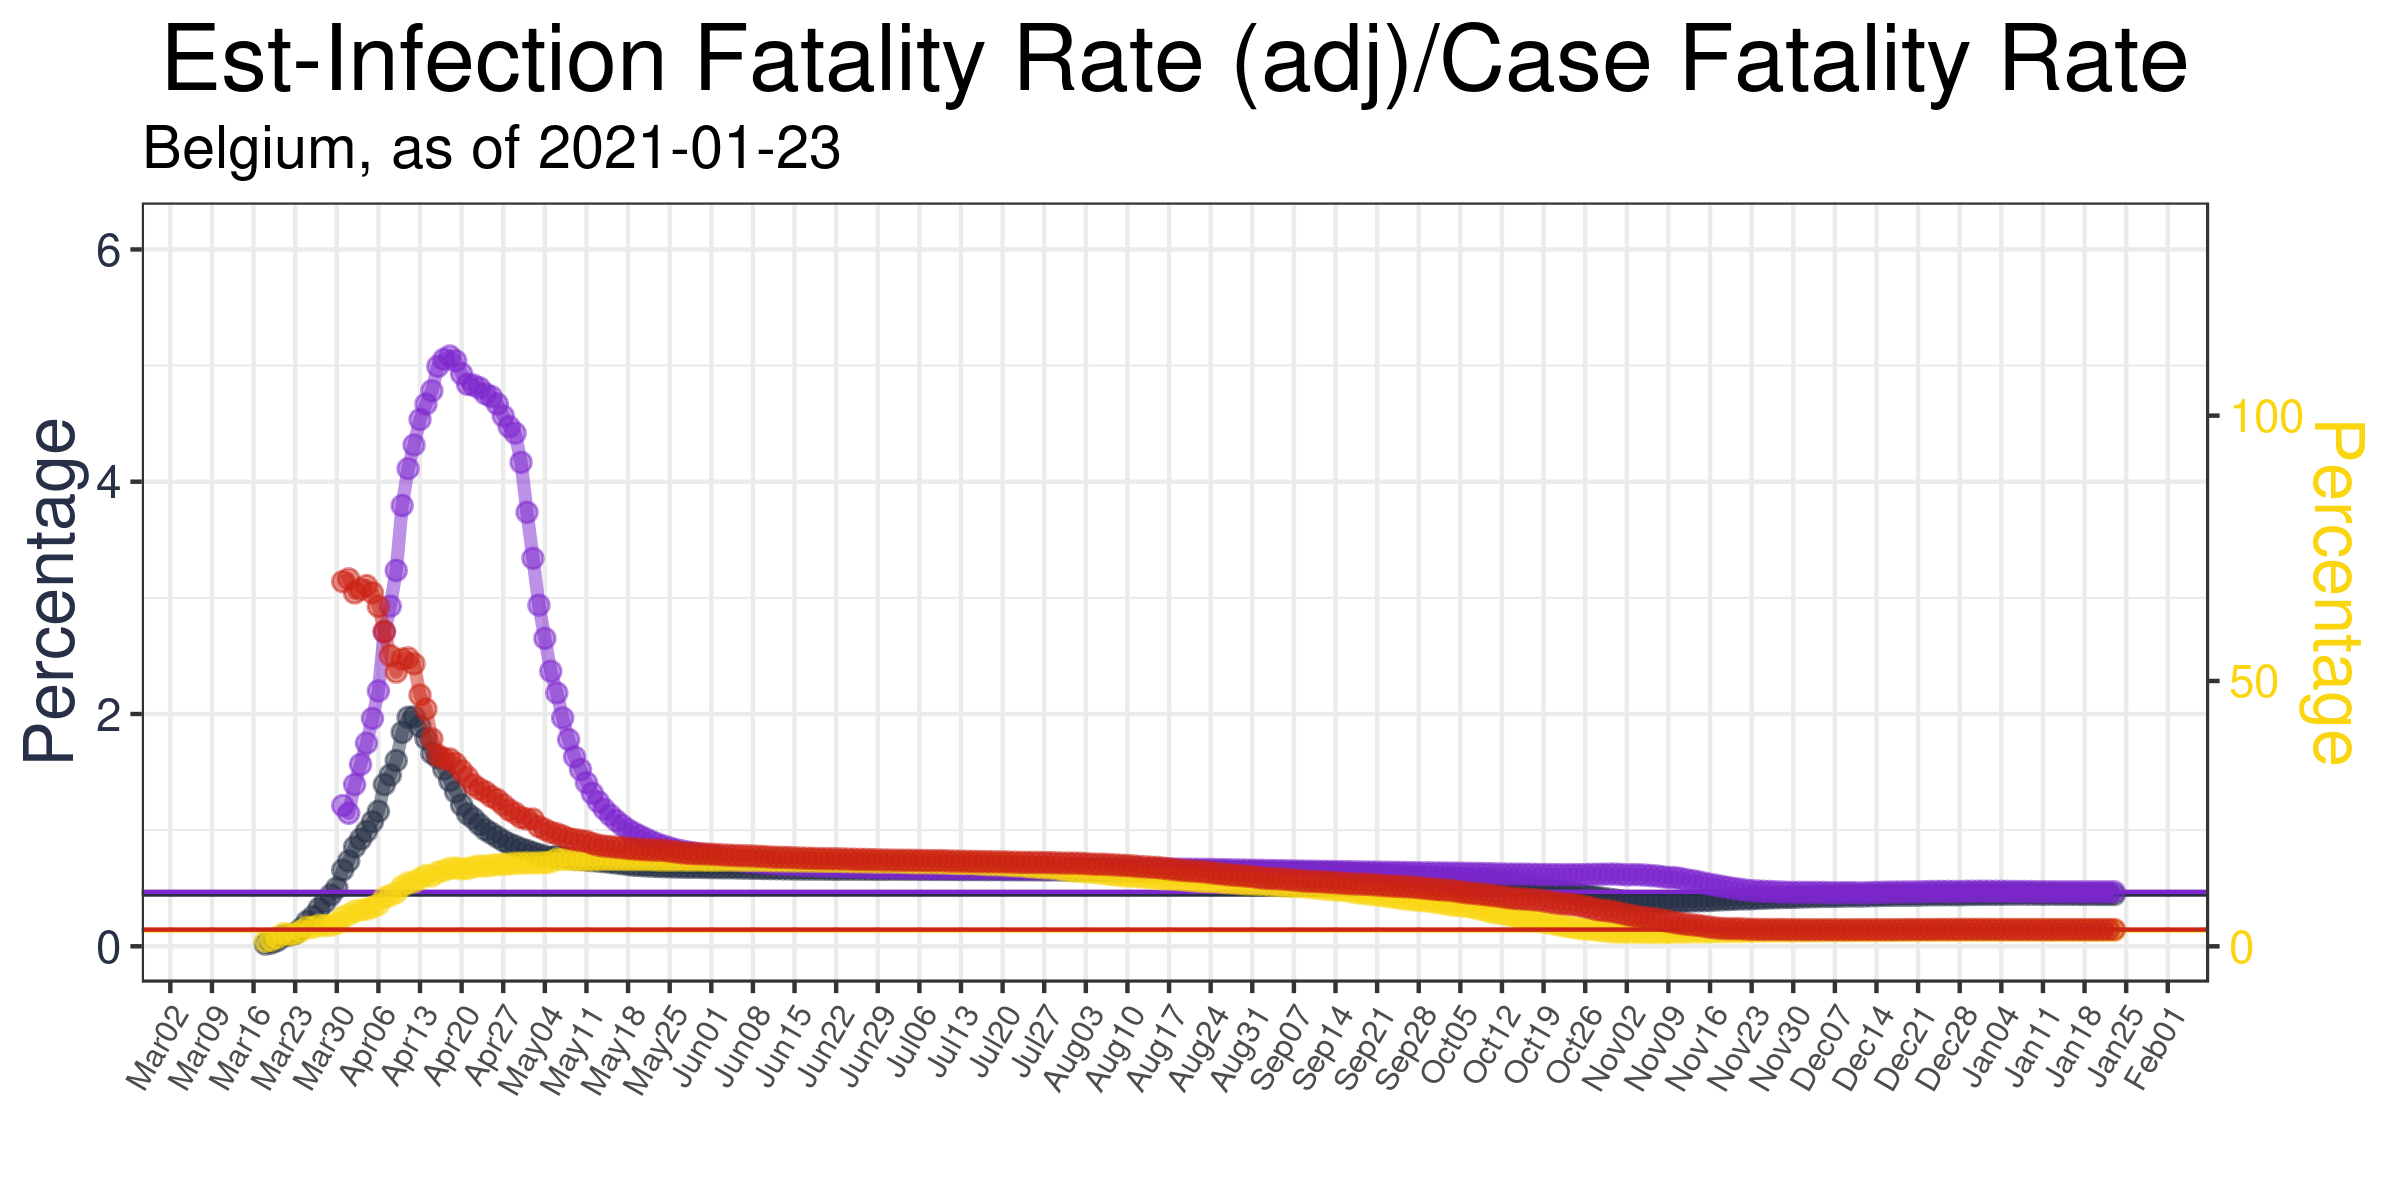 Est-Infection Fatality Rate (adj)/Case Fatality Rate
Belgium, as of 2021-01-23
Percentage
6
4
2
0
100
50
0
Percentage
Mar02 Mar09 Mar16 Mar23 Mar30 Apr06 Apr13 Apr20 Apr27 May04 May11 May18 May25 Jun01 Jun08 Jun15 Jun22 Jun29 Jul06 Jul13 Jul20 Jul27 Aug03 Aug10 Aug17 Aug24 Aug31 Sep07 Sep14 Sep21 Sep28 Oct05 Oct12 Oct19 Oct26 Nov02 Nov09 Nov16 Nov23 Nov30 Dec07 Dec14 Dec21 Dec28 Jan04 Jan11 Jan18 Jan25 Feb01